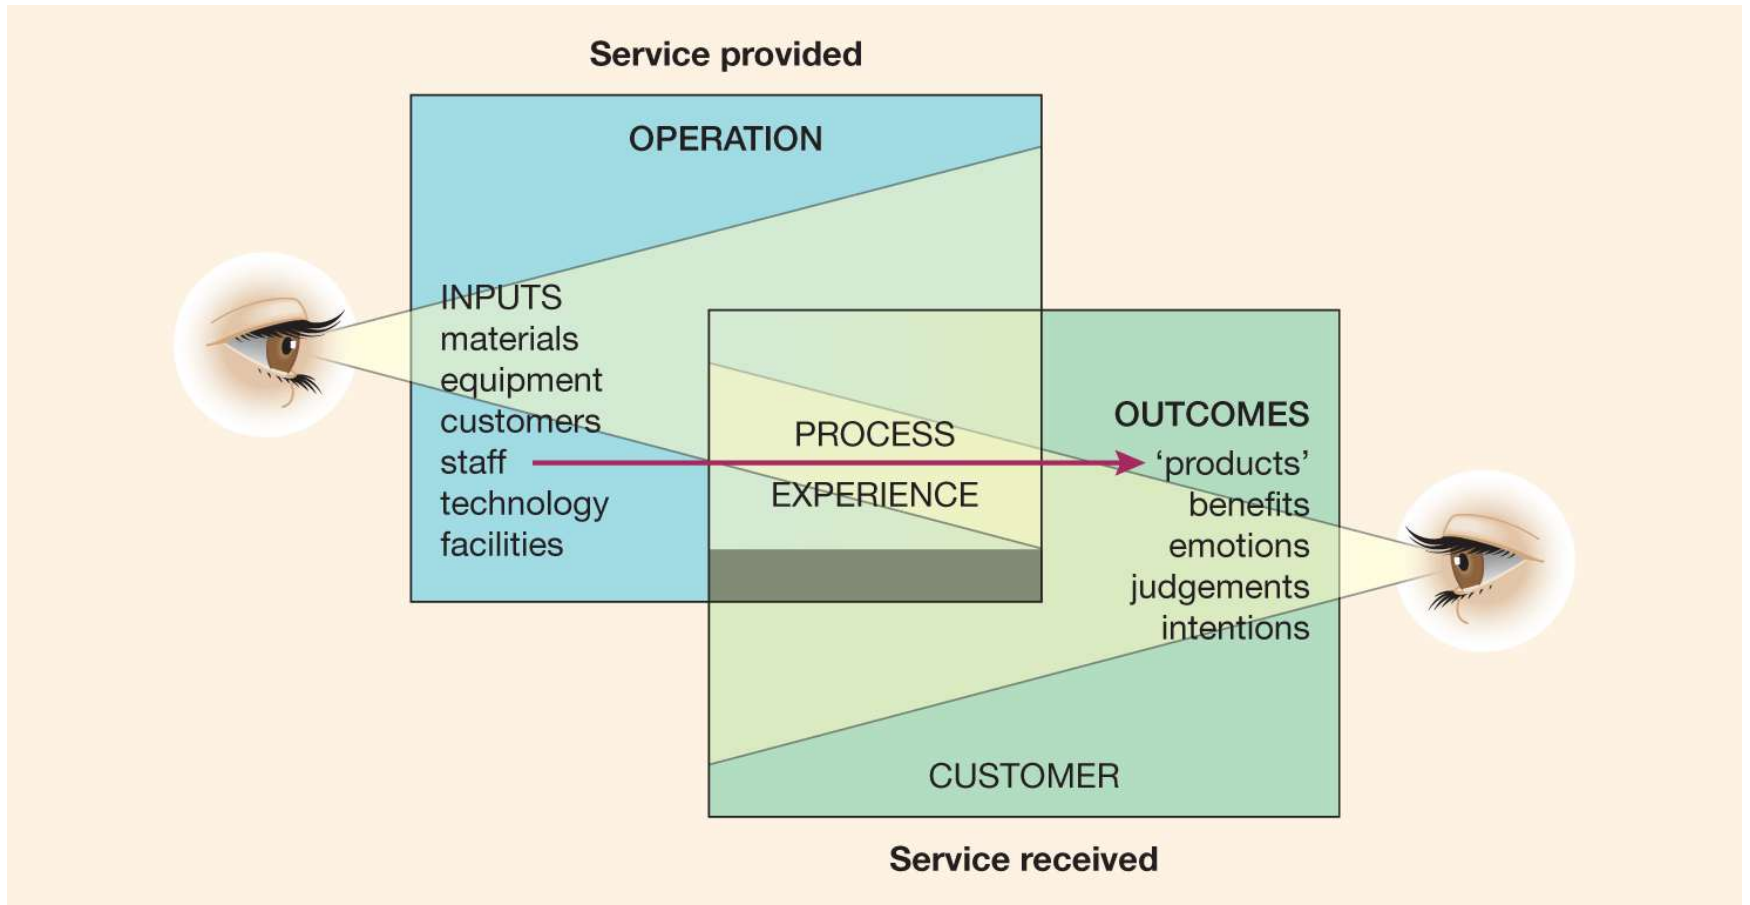 Service provided
OPERATION
INPUTS
materials
equipment
customers
staff
technology
facilities
PROCESS
EXPERIENCE
OUTCOMES
‘products’
benefits
emotions
judgements
intentions
CUSTOMER
Service received